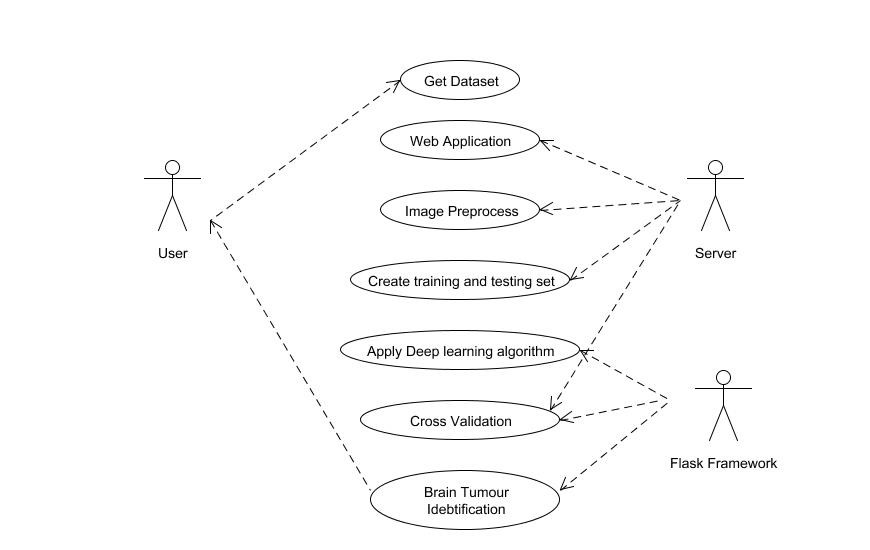 Get Dataset
Web Application
Image Preprocess
User
Server
Create training and testing set
Apply Deep learning algorithm
Cross Validation
Flask Framework
Brain Tumour
Idebtification